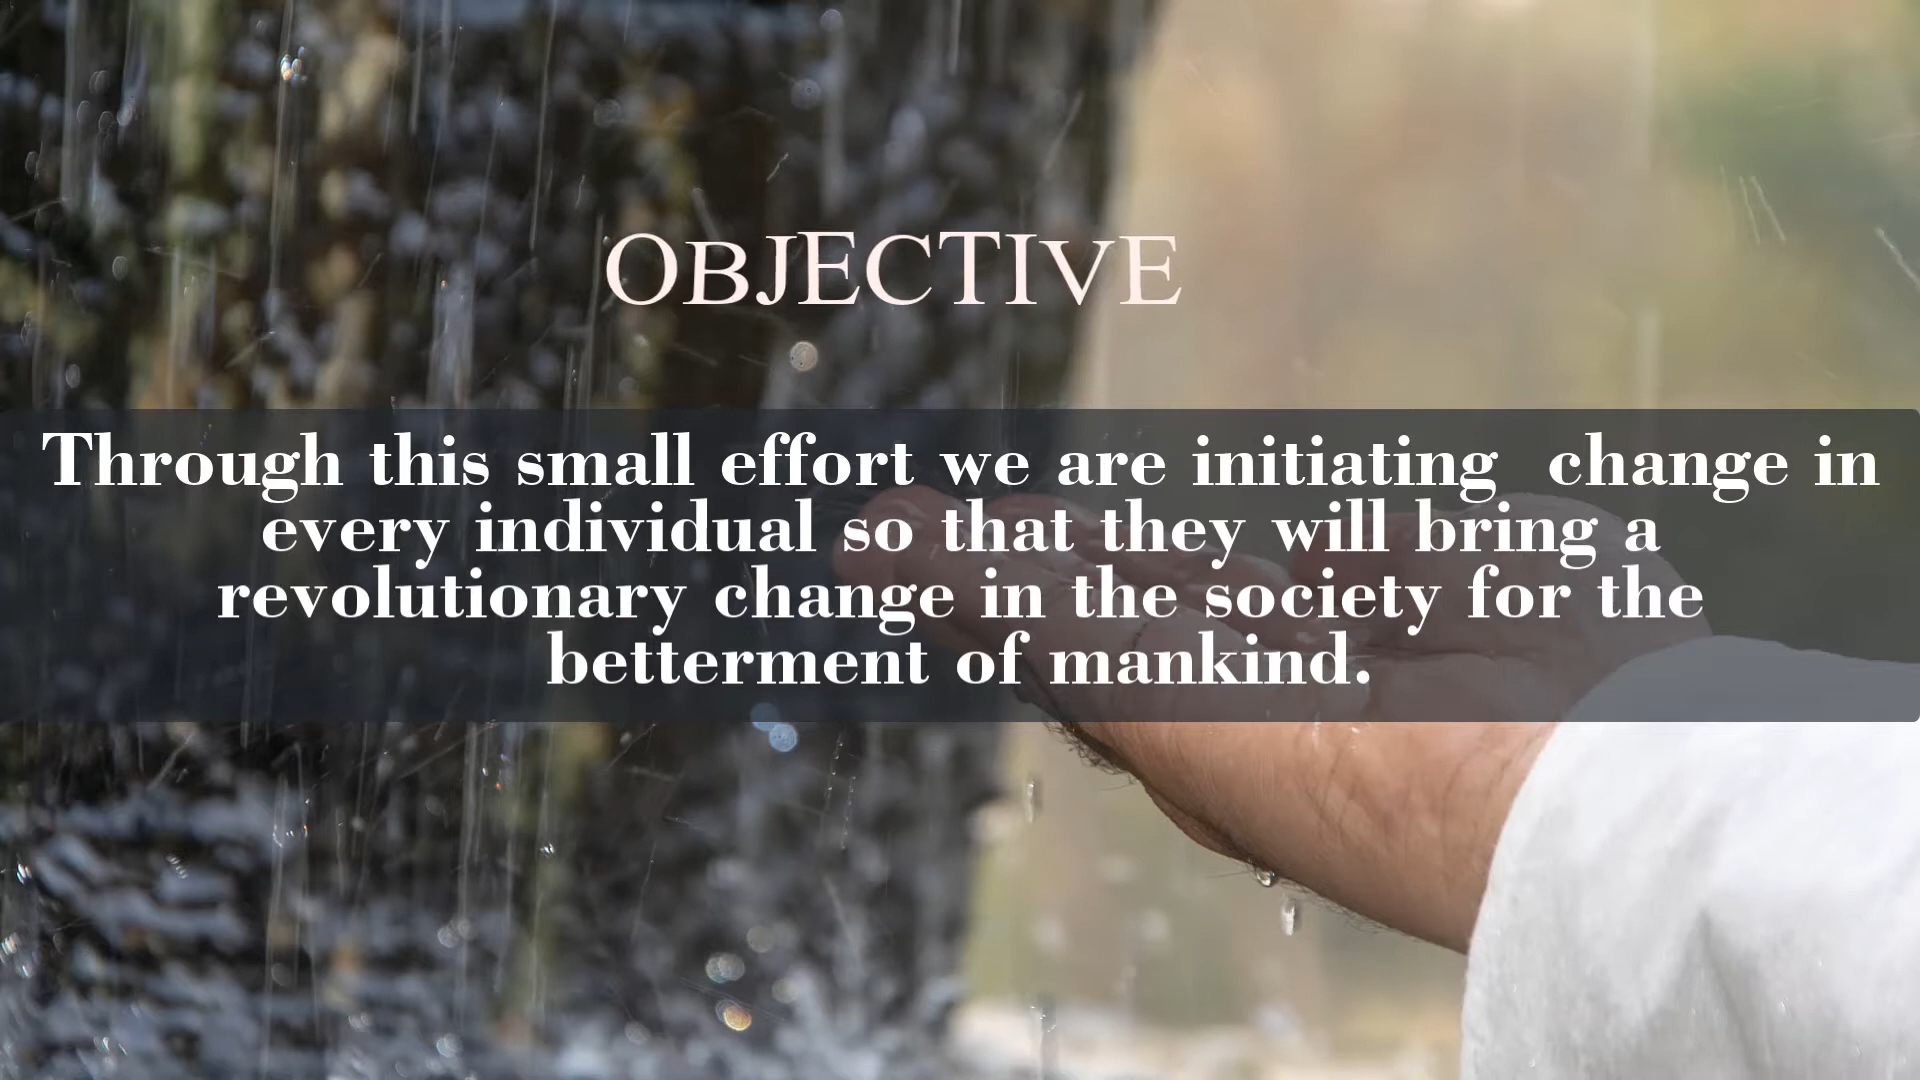 OBJECTIVE
Through this small effort we are initiating  change in
every individual so that they will bring a
revolutionary change in the society for the
betterment of mankind.